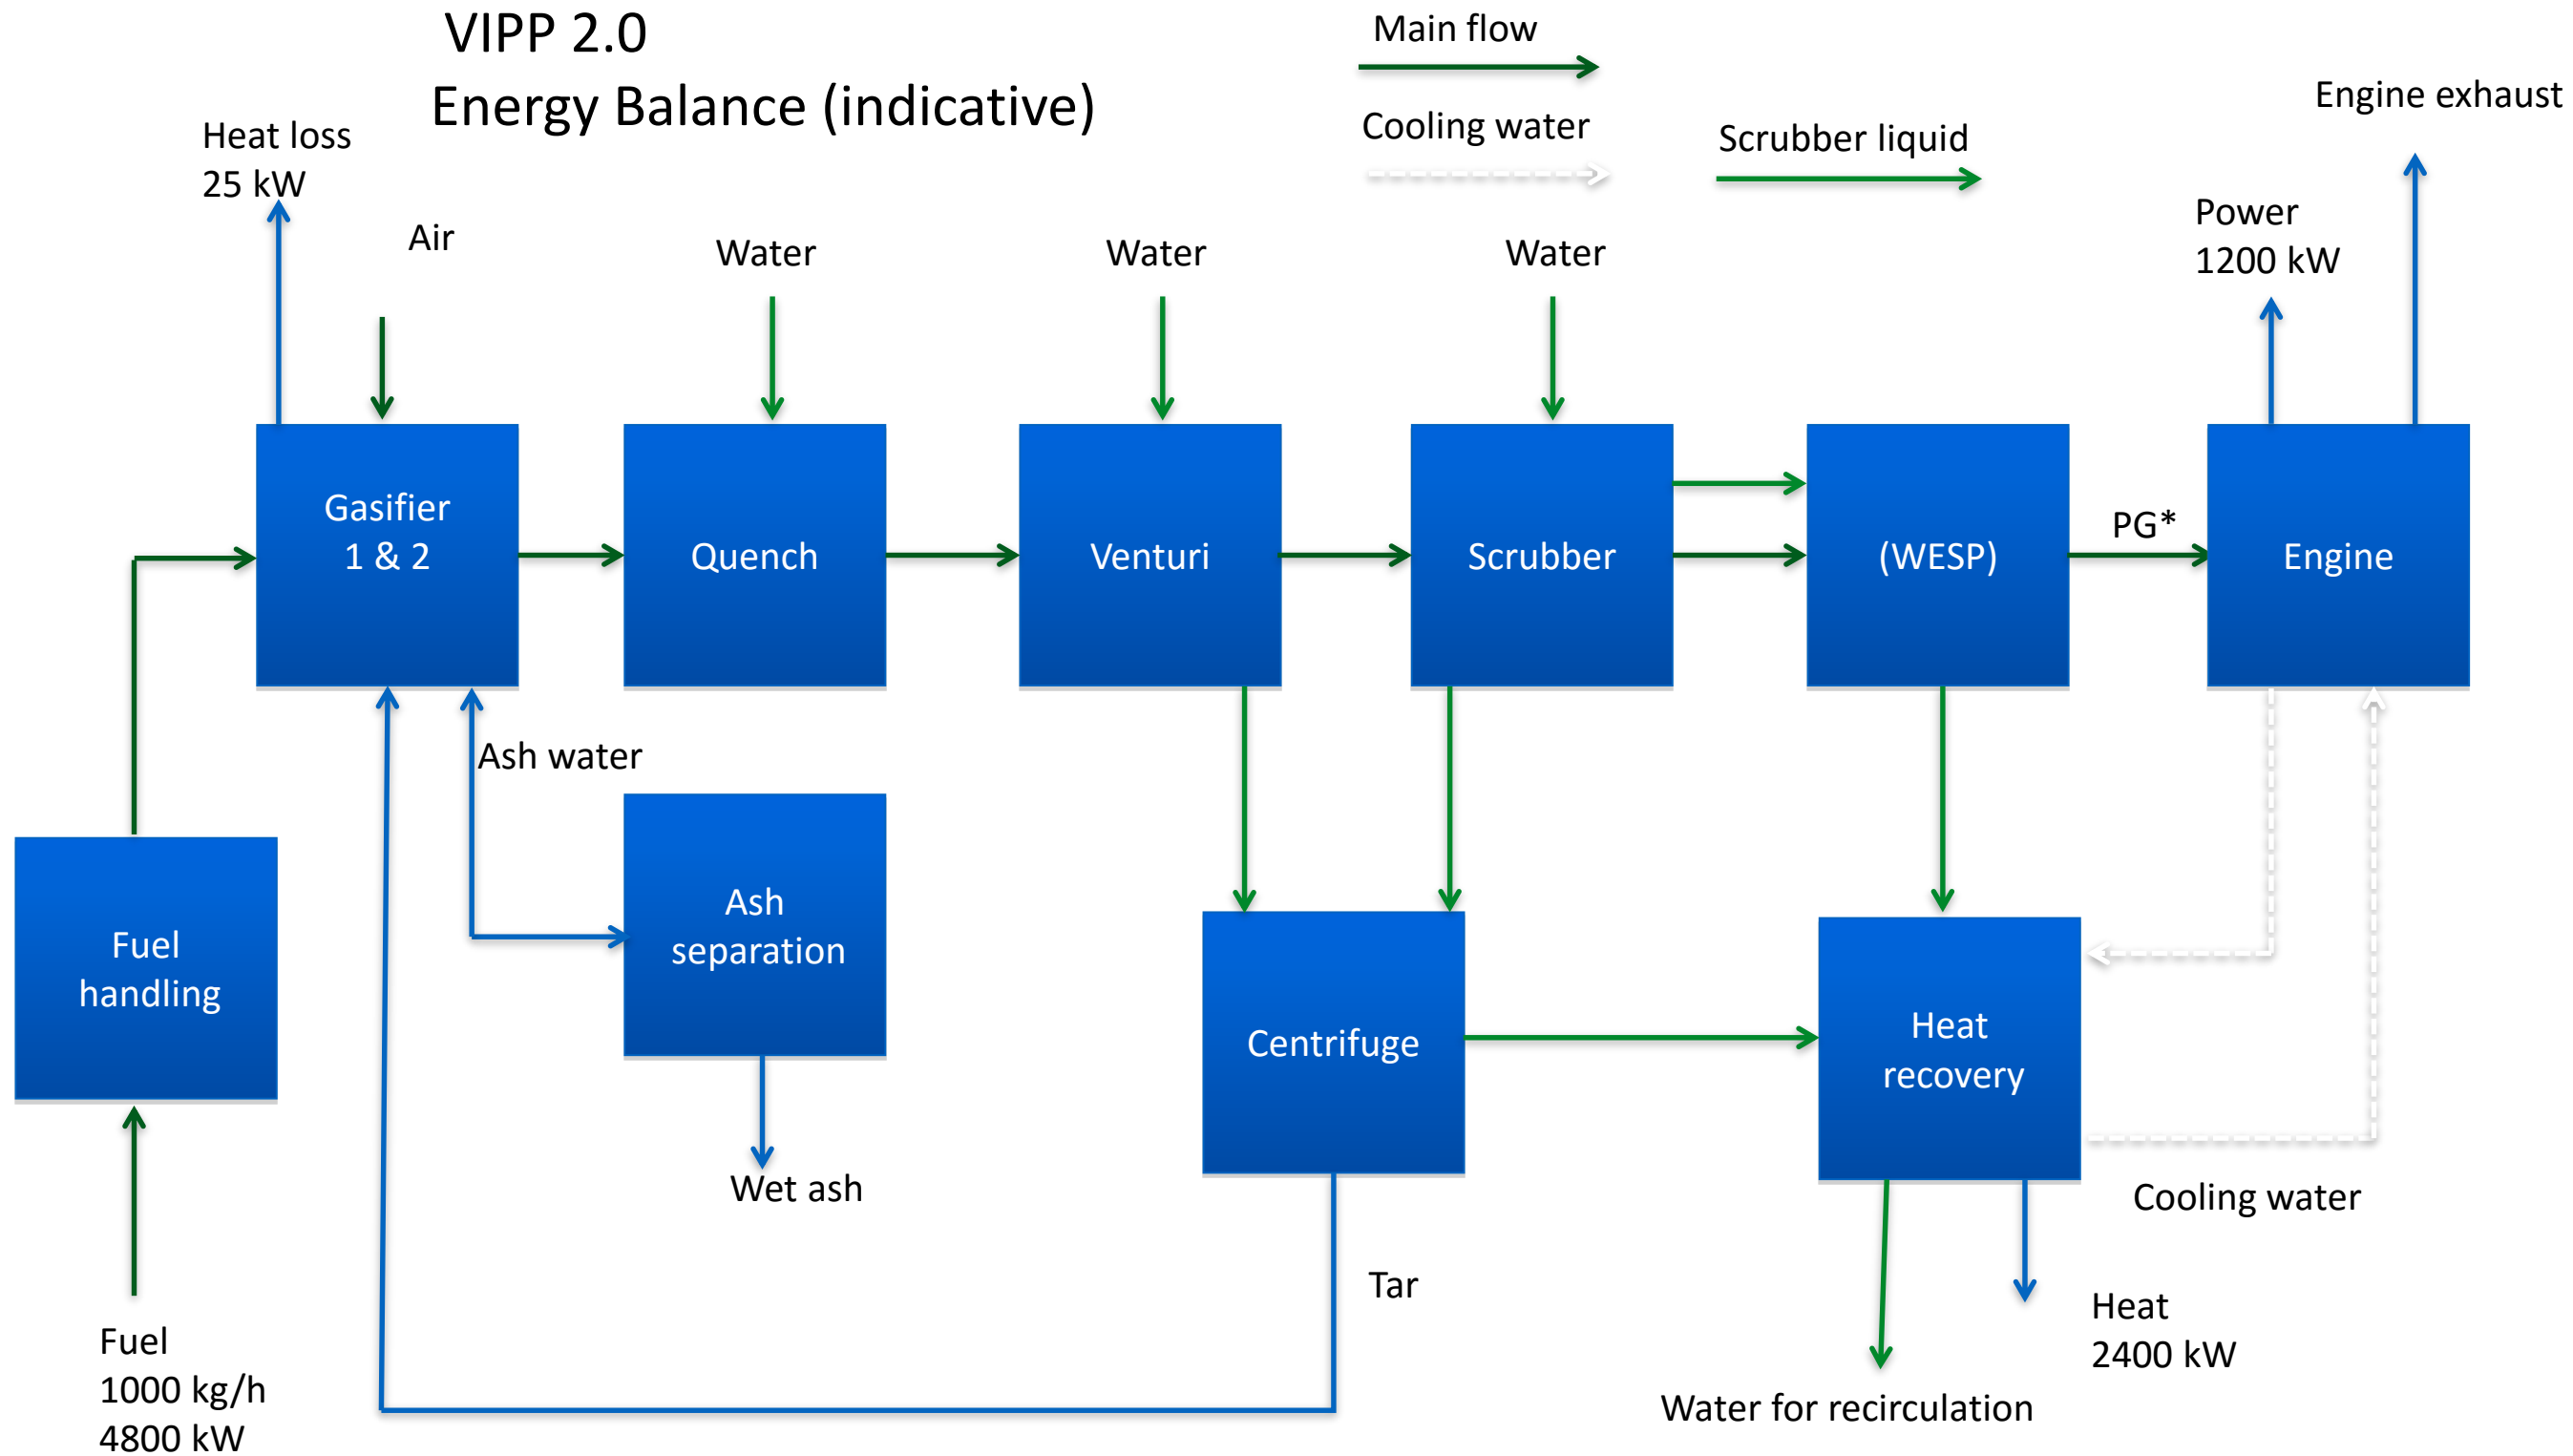 VIPP 2.0
Energy Balance (indicative)
Main flow
Cooling water
Scrubber liquid
Engine exhaust
Heat loss
25 kW
Air
Water
Water
Water
Power
1200 kW
Gasifier
1 & 2
Quench
Venturi
Scrubber
(WESP)
PG*
Engine
Ash water
Fuel
handling
Ash
separation
Centrifuge
Heat
recovery
Wet ash
Cooling water
Tar
Heat
2400 kW
Fuel
1000 kg/h
4800 kW
Water for recirculation